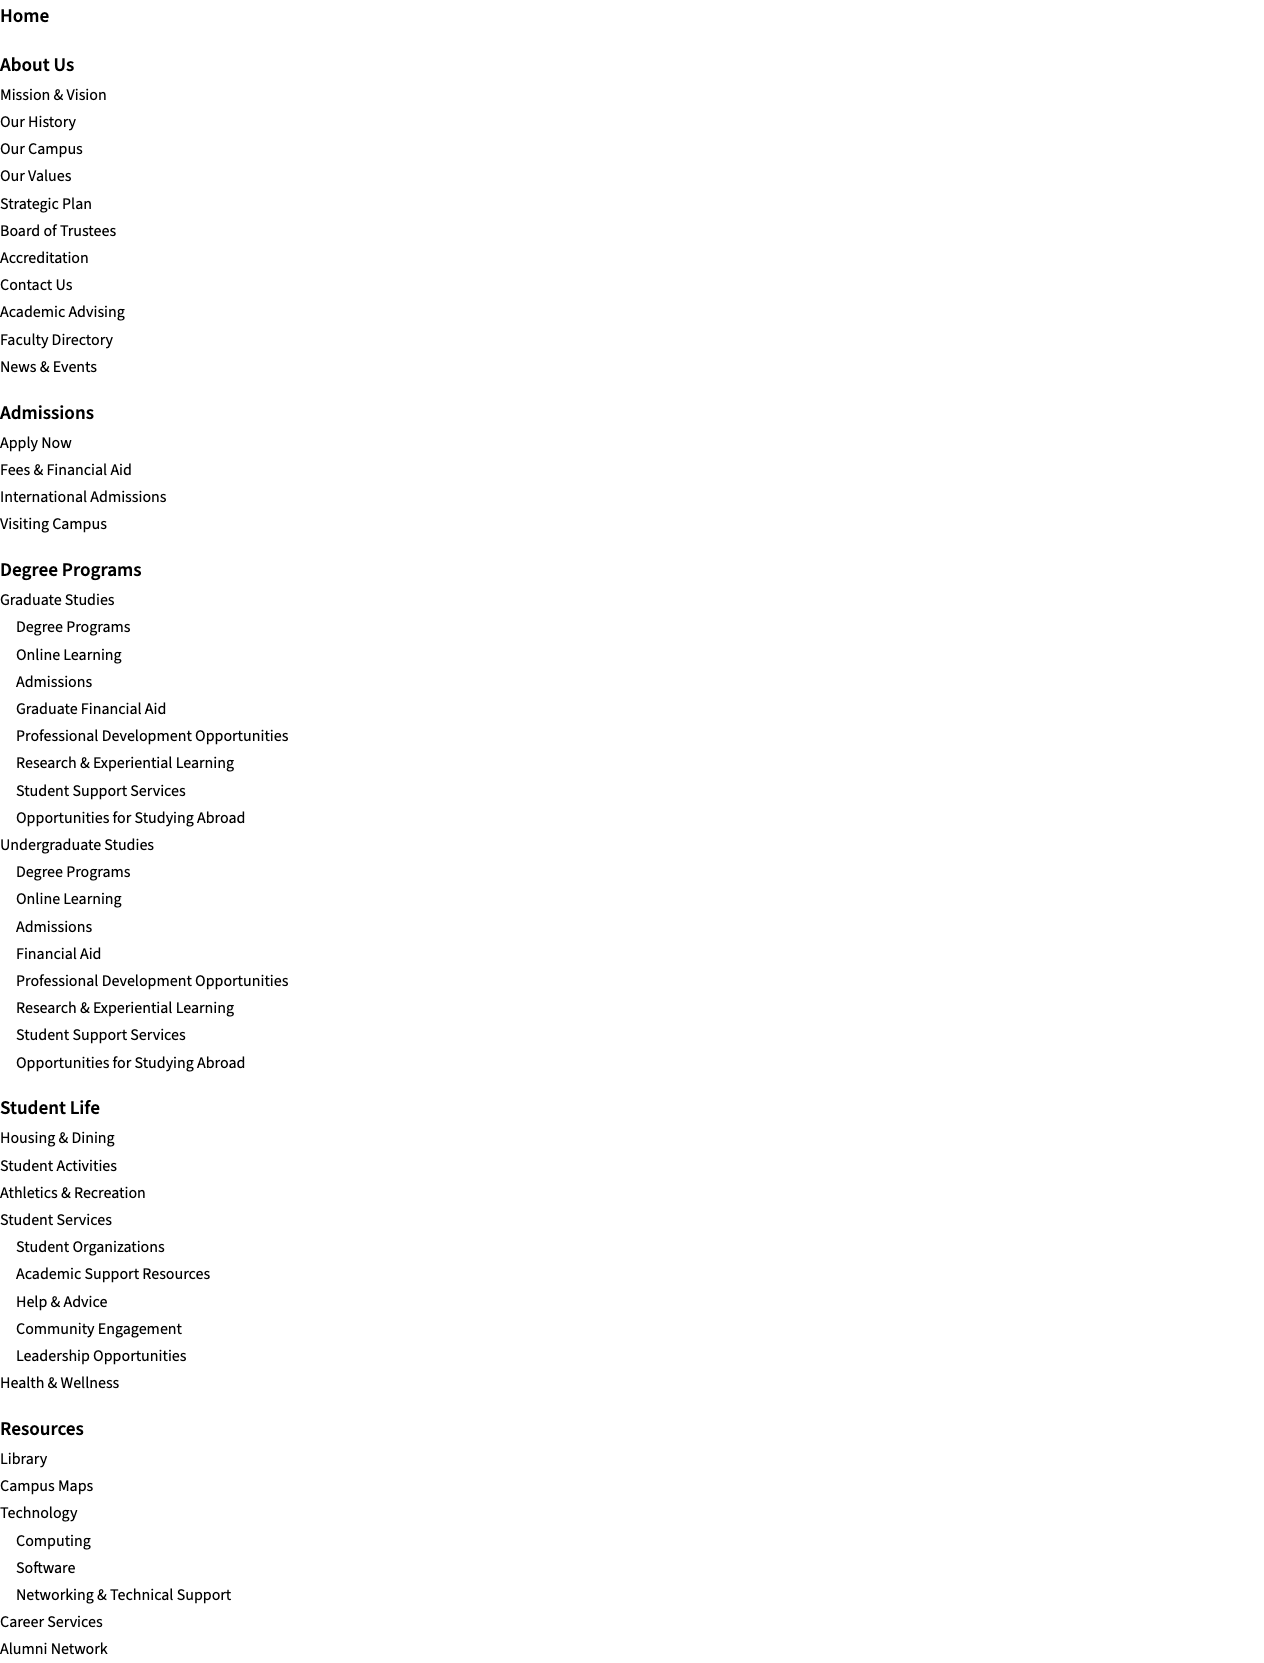 Home
About Us
Mission & Vision
Our History
Our Campus
Our Values
Strategic Plan
Board of Trustees
Accreditation
Contact Us
Academic Advising
Faculty Directory
News & Events
Admissions
Apply Now
Fees & Financial Aid
International Admissions
Visiting Campus
Degree Programs
Graduate Studies
Degree Programs
Online Learning
Admissions
Graduate Financial Aid
Professional Development Opportunities
Research & Experiential Learning
Student Support Services
Opportunities for Studying Abroad
Undergraduate Studies
Degree Programs
Online Learning
Admissions
Financial Aid
Professional Development Opportunities
Research & Experiential Learning
Student Support Services
Opportunities for Studying Abroad
Student Life
Housing & Dining
Student Activities
Athletics & Recreation
Student Services
Student Organizations
Academic Support Resources
Help & Advice
Community Engagement
Leadership Opportunities
Health & Wellness
Resources
Library
Campus Maps
Technology
Computing
Software
Networking & Technical Support
Career Services
Alumni Network